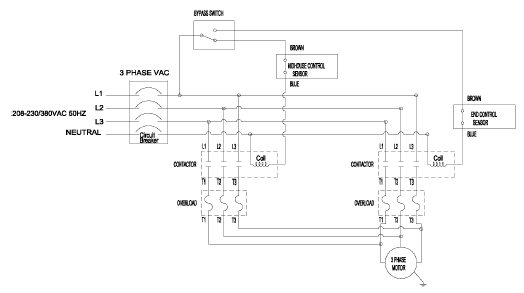 BYPASS SWITCH
BROWN
3 PHASE VAC
MIDHOUSE CONTROL
SENSOR
BLUE
L1
BROWN
L2
.208-230/380VAC 50HZ
END CONTROL
SENSOR
L3
NEUTRAL
Circuit
Breaker
BLUE
L1 L2 L3
L1 L2 L3
Coil
Coil
CONTACTOR
CONTACTOR
T1 T2 T3
T1 T2 T3
OVERLOAD
OVERLOAD
T1 T2 T3
T1 T2 T3
3 PHASE
MOTOR